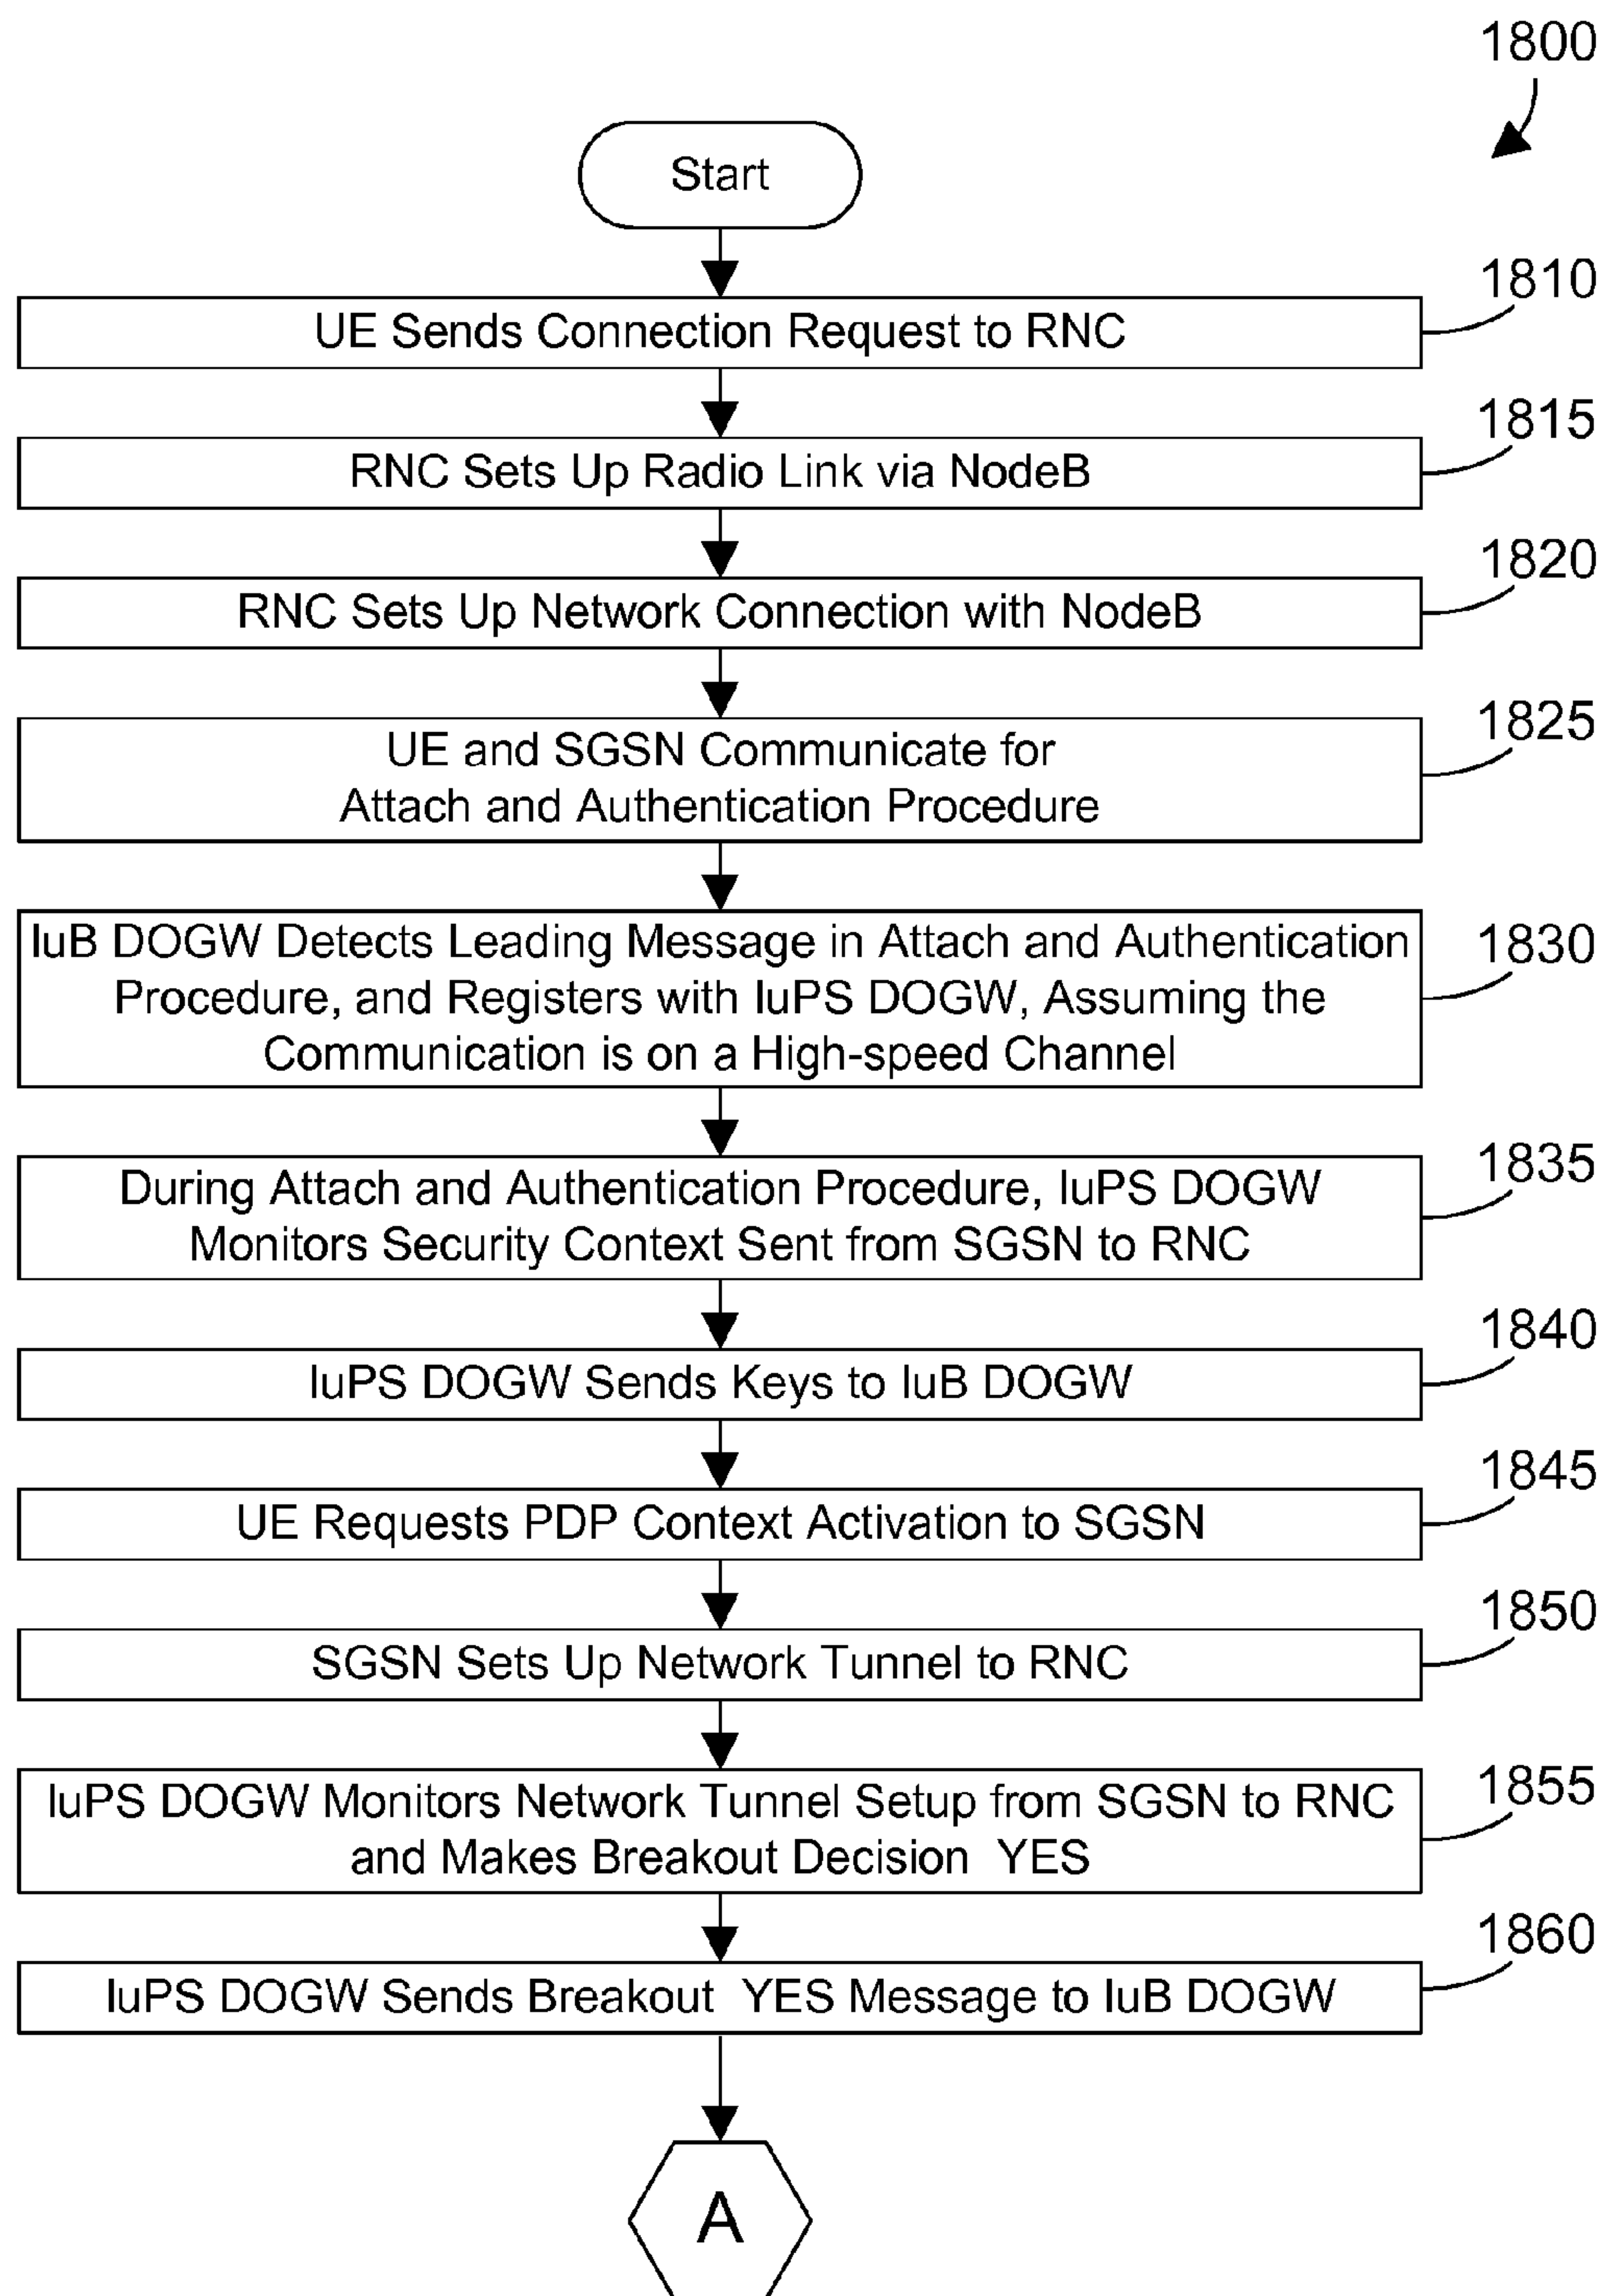 1800
Start
1810
UE Sends Connection Request to RNC
1815
RNC Sets Up Radio Link via NodeB
1820
RNC Sets Up Network Connection with NodeB
1825
UE and SGSN Communicate for
Attach and Authentication Procedure
1830
IuB DOGW Detects Leading Message in Attach and Authentication
Procedure, and Registers with IuPS DOGW, Assuming the
Communication is on a High-speed Channel
1835
During Attach and Authentication Procedure, IuPS DOGW
Monitors Security Context Sent from SGSN to RNC
1840
IuPS DOGW Sends Keys to IuB DOGW
1845
UE Requests PDP Context Activation to SGSN
1850
SGSN Sets Up Network Tunnel to RNC
1855
IuPS DOGW Monitors Network Tunnel Setup from SGSN to RNC
and Makes Breakout Decision YES
1860
IuPS DOGW Sends Breakout YES Message to IuB DOGW
A